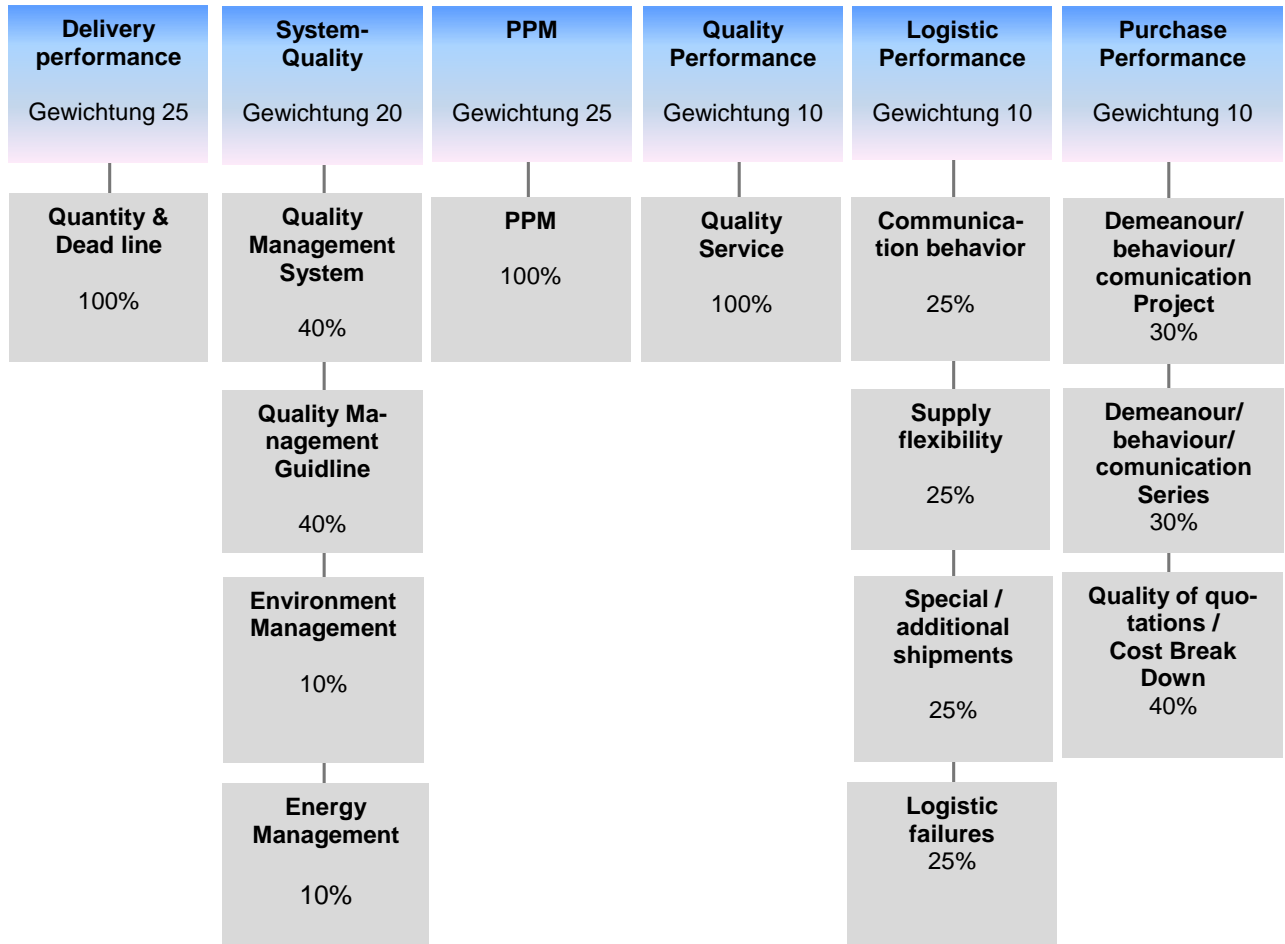 Delivery
performance
Gewichtung 25
System-
Quality
Gewichtung 20
PPM
Gewichtung 25
Quality
Performance
Gewichtung 10
Logistic
Performance
Gewichtung 10
Purchase
Performance
Gewichtung 10
Quantity &
Dead line
100%
Quality
Management
System
40%
PPM
100%
Quality
Service
100%
Communica-
tion behavior
25%
Demeanour/
behaviour/
comunication
Project
30%
Quality Ma-
nagement
Guidline
40%
Supply
flexibility
25%
Demeanour/
behaviour/
comunication
Series
30%
Environment
Management
10%
Special /
additional
shipments
25%
Quality of quo-
tations /
Cost Break
Down
40%
Energy
Management
10%
Logistic
failures
25%